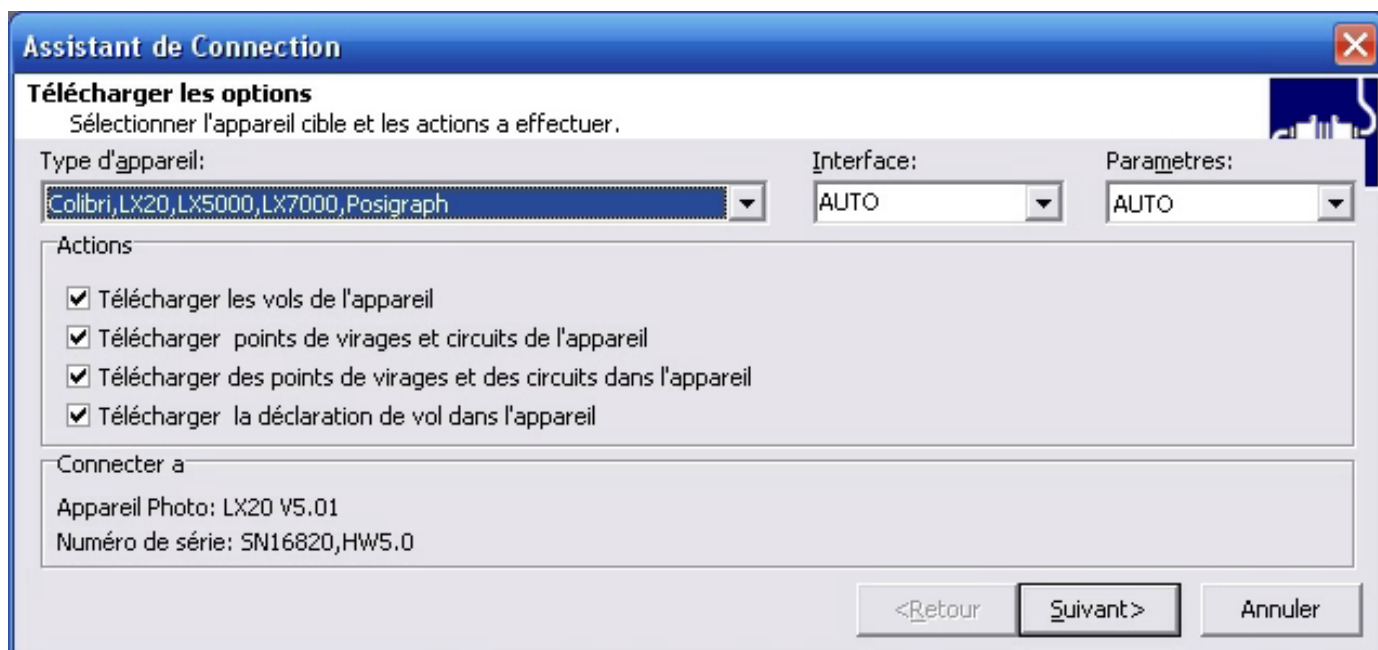 Assistant de Connection
Télécharger les options
Sélectionner l'appareil cible et les actions a effectuer.
Type d'appareil: Interface: Parametres:
Colibri,LX20,LX5000,LX7000,Posigraph AUTO AUTO
Actions
Télécharger les vols de l'appareil
Télécharger points de virages et circuits de l'appareil
Télécharger des points de virages et des circuits dans l'appareil
Télécharger la déclaration de vol dans l'appareil
Connecter a
Appareil Photo: LX20 V5.01
Numéro de série: SN16820,HW5.0
<Retour Suivant> Annuler